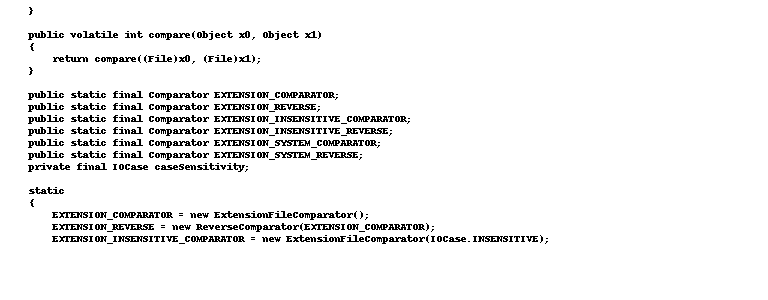 }
public volatile int compare(Object x0, Object x1)
{
return compare((File)x0, (File)x1);
}
public static final Comparator EXTENSION_COMPARATOR;
public static final Comparator EXTENSION_REVERSE;
public static final Comparator EXTENSION_INSENSITIVE_COMPARATOR;
public static final Comparator EXTENSION_INSENSITIVE_REVERSE;
public static final Comparator EXTENSION_SYSTEM_COMPARATOR;
public static final Comparator EXTENSION_SYSTEM_REVERSE;
private final IOCase caseSensitivity;
static
{
EXTENSION_COMPARATOR = new ExtensionFileComparator();
EXTENSION_REVERSE = new ReverseComparator(EXTENSION_COMPARATOR);
EXTENSION_INSENSITIVE_COMPARATOR = new ExtensionFileComparator(IOCase.INSENSITIVE);